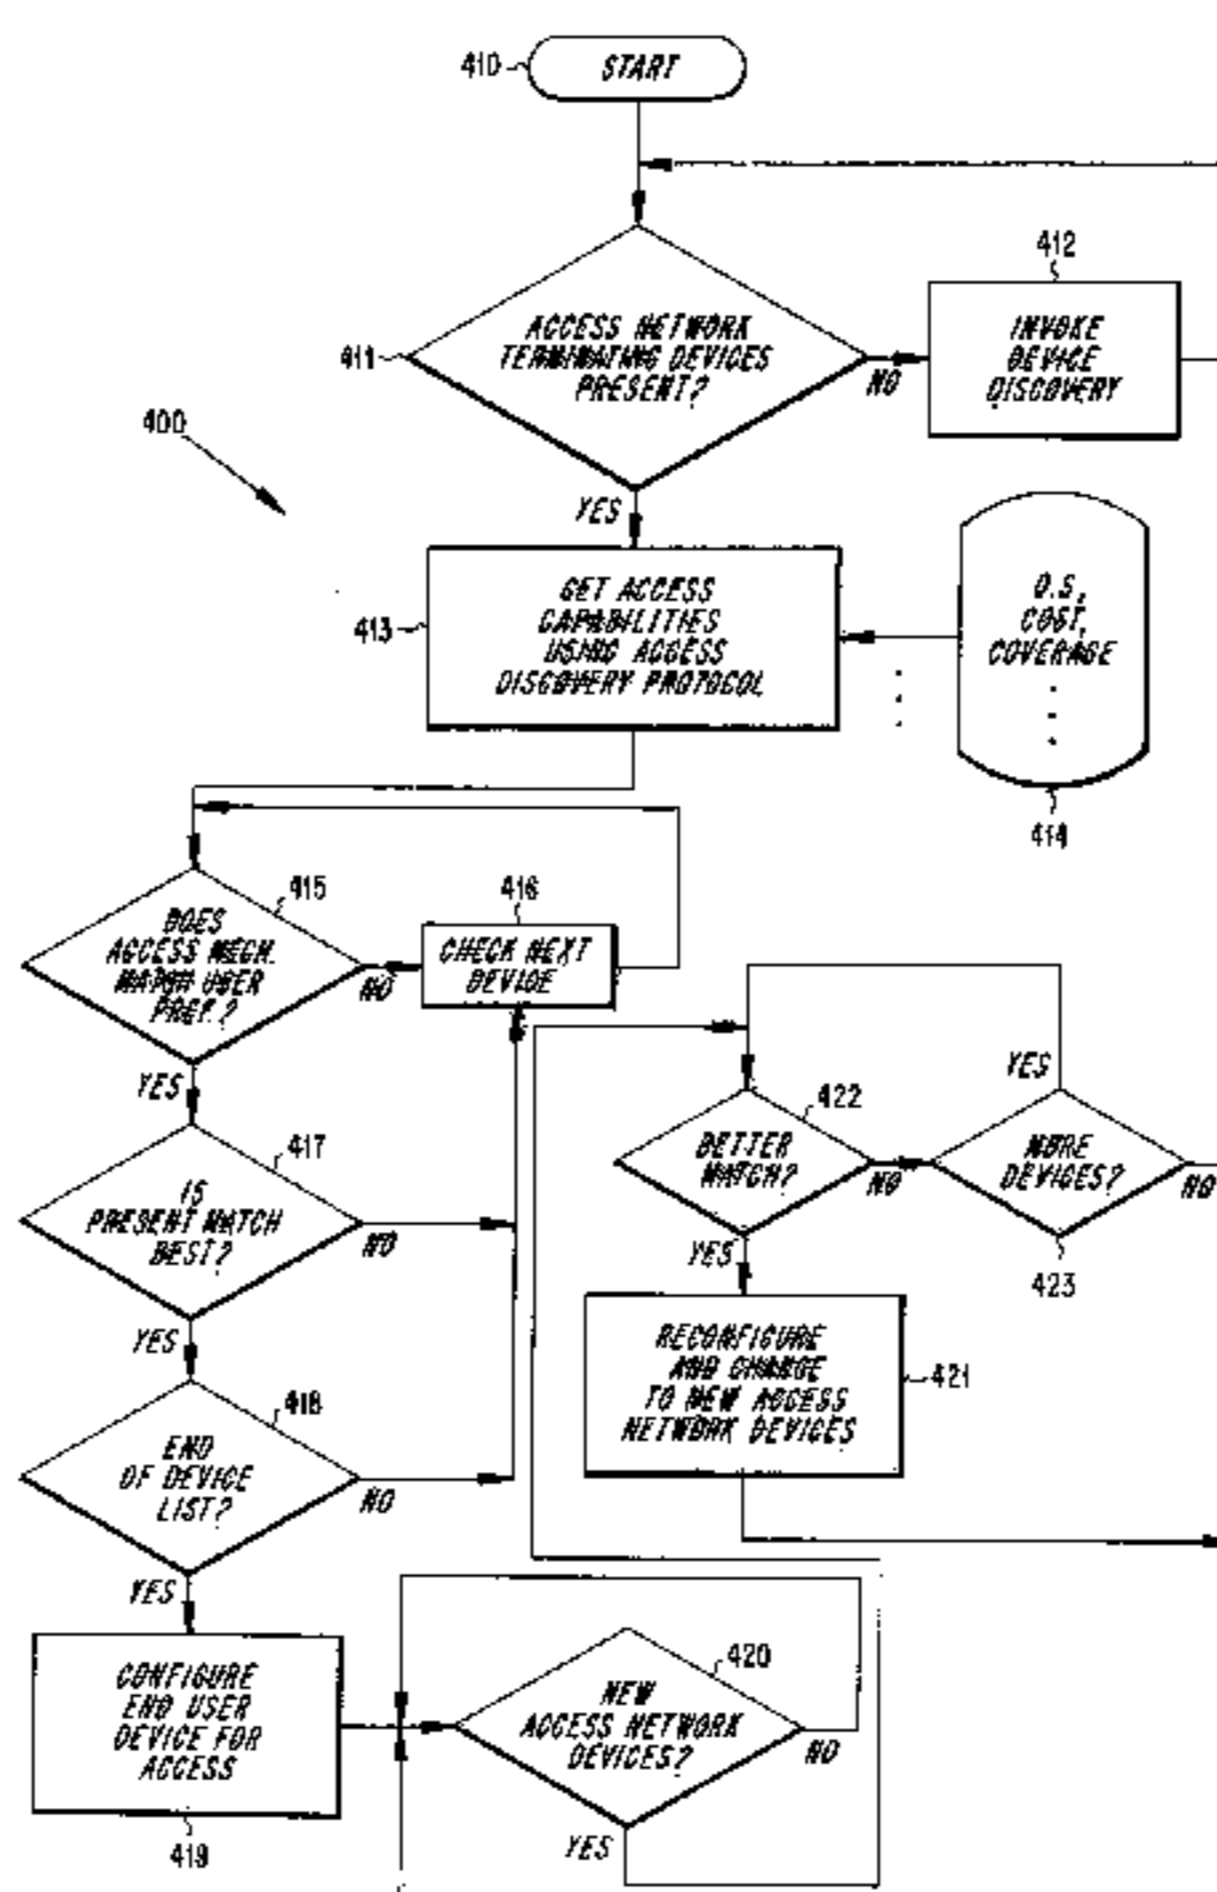 410
START
412
411
ACCESS NETWORK
TERMINATING DEVICES
PRESENT?
NO
INVOKE
DEVICE
DISCOVERY
400
YES
413
GET ACCESS
CAPABILITIES
USING ACCESS
DISCOVERY PROTOCOL
O.S,
COST,
COVERAGE
414
415
DOES
ACCESS MECH.
MATCH USER
PREF.?
NO
416
CHECK NEXT
DEVICE
YES
417
IS
PRESENT MATCH
BEST?
NO
YES
422
BETTER
MATCH?
NO
MORE
DEVICES?
NO
423
YES
YES
418
END
OF DEVICE
LIST?
NO
RECONFIGURE
AND CHANGE
TO NEW ACCESS
NETWORK DEVICES
421
YES
CONFIGURE
END USER
DEVICE FOR
ACCESS
419
420
NEW
ACCESS NETWORK
DEVICES?
NO
YES